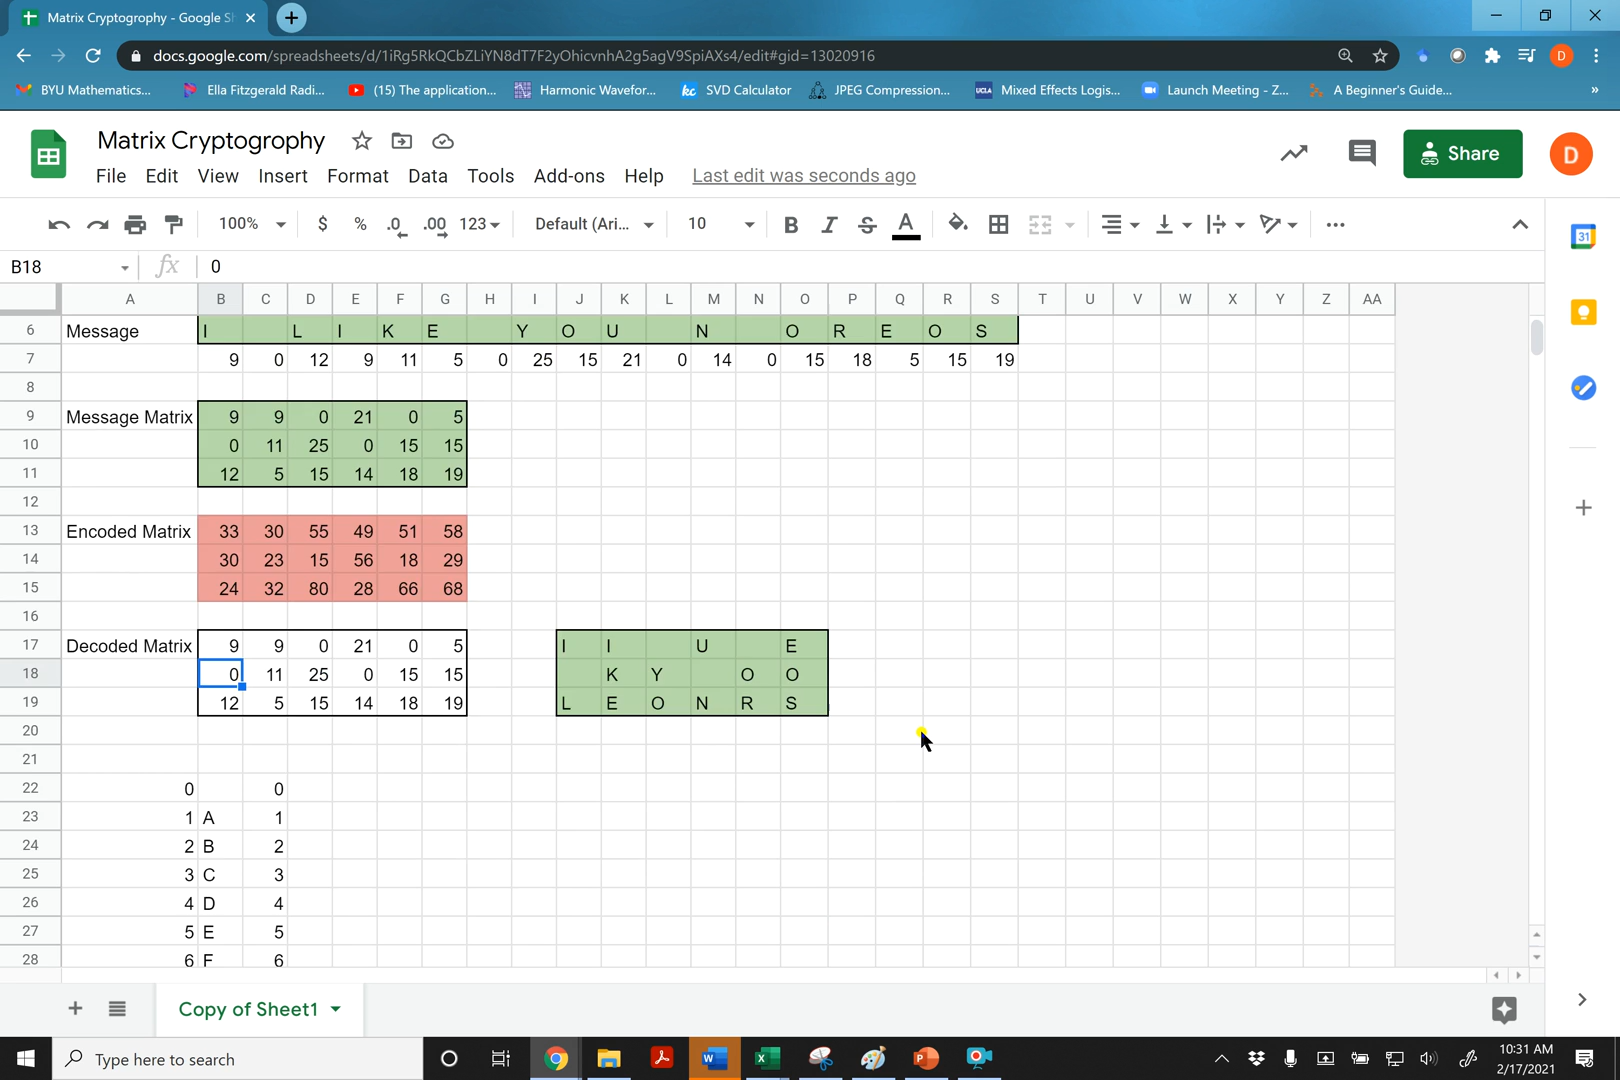 Matrix Cryptography - Google S
docs.google.com/spreadsheets/d/1iRg5RkQCbZLiYN8dT7F2yOhicvnhA2g5agV9SpiAXs4/edit#gid=13020916
D
BYU Mathematics... Ella Fitzgerald Radi... (15) The application... Harmonic Wavefor... kc SVD Calculator JPEG Compression... UCLA Mixed Effects Logis... Launch Meeting - Z... A Beginner's Guide... »
Matrix Cryptography
Share
D
File Edit View Insert Format Data Tools Add-ons Help Last edit was seconds ago
100% $ % .0 .00 123 Default (Ari... 10 B I S A
31
B18 fx 0
A B C D E F G H I J K L M N O P Q R S T U V W X Y Z AA
6 Message I L I K E Y O U N O R E O S
7 9 0 12 9 11 5 0 25 15 21 0 14 0 15 18 5 15 19
8
9 Message Matrix 9 9 0 21 0 5
10 0 11 25 0 15 15
11 12 5 15 14 18 19
12
13 Encoded Matrix 33 30 55 49 51 58
14 30 23 15 56 18 29
15 24 32 80 28 66 68
16
17 Decoded Matrix 9 9 0 21 0 5 I I U E
18 0 11 25 0 15 15 K Y O O
19 12 5 15 14 18 19 L E O N R S
20
21
22 0 0
23 1 A 1
24 2 B 2
25 3 C 3
26 4 D 4
27 5 E 5
28 6 F 6
Copy of Sheet1
Type here to search
10:31 AM
2/17/2021